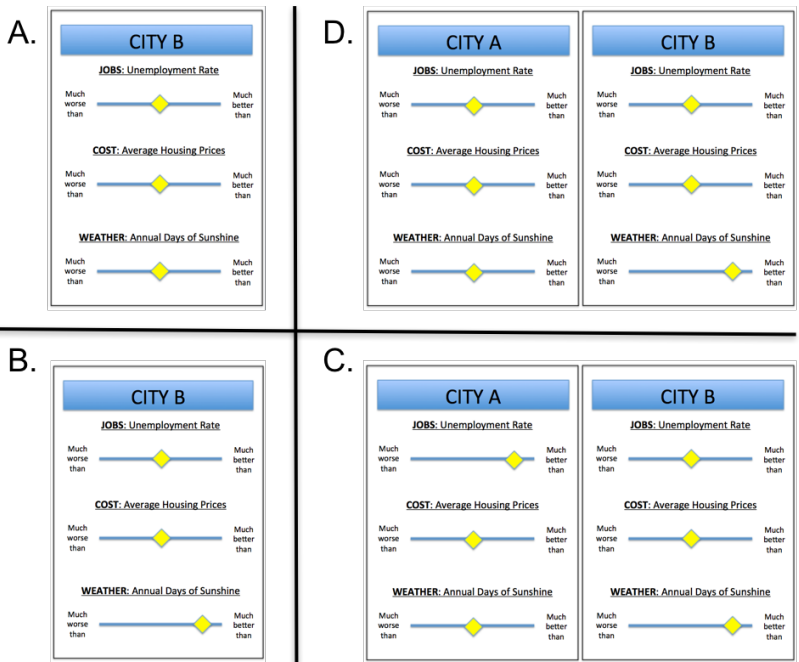 A.
CITY B
JOBS: Unemployment Rate
Much worse than
Much better than
COST: Average Housing Prices
Much worse than
Much better than
WEATHER: Annual Days of Sunshine
Much worse than
Much better than
D.
CITY A
JOBS: Unemployment Rate
Much worse than
Much better than
COST: Average Housing Prices
Much worse than
Much better than
WEATHER: Annual Days of Sunshine
Much worse than
Much better than
CITY B
JOBS: Unemployment Rate
Much worse than
Much better than
COST: Average Housing Prices
Much worse than
Much better than
WEATHER: Annual Days of Sunshine
Much worse than
Much better than
B.
CITY B
JOBS: Unemployment Rate
Much worse than
Much better than
COST: Average Housing Prices
Much worse than
Much better than
WEATHER: Annual Days of Sunshine
Much worse than
Much better than
C.
CITY A
JOBS: Unemployment Rate
Much worse than
Much better than
COST: Average Housing Prices
Much worse than
Much better than
WEATHER: Annual Days of Sunshine
Much worse than
Much better than
CITY B
JOBS: Unemployment Rate
Much worse than
Much better than
COST: Average Housing Prices
Much worse than
Much better than
WEATHER: Annual Days of Sunshine
Much worse than
Much better than